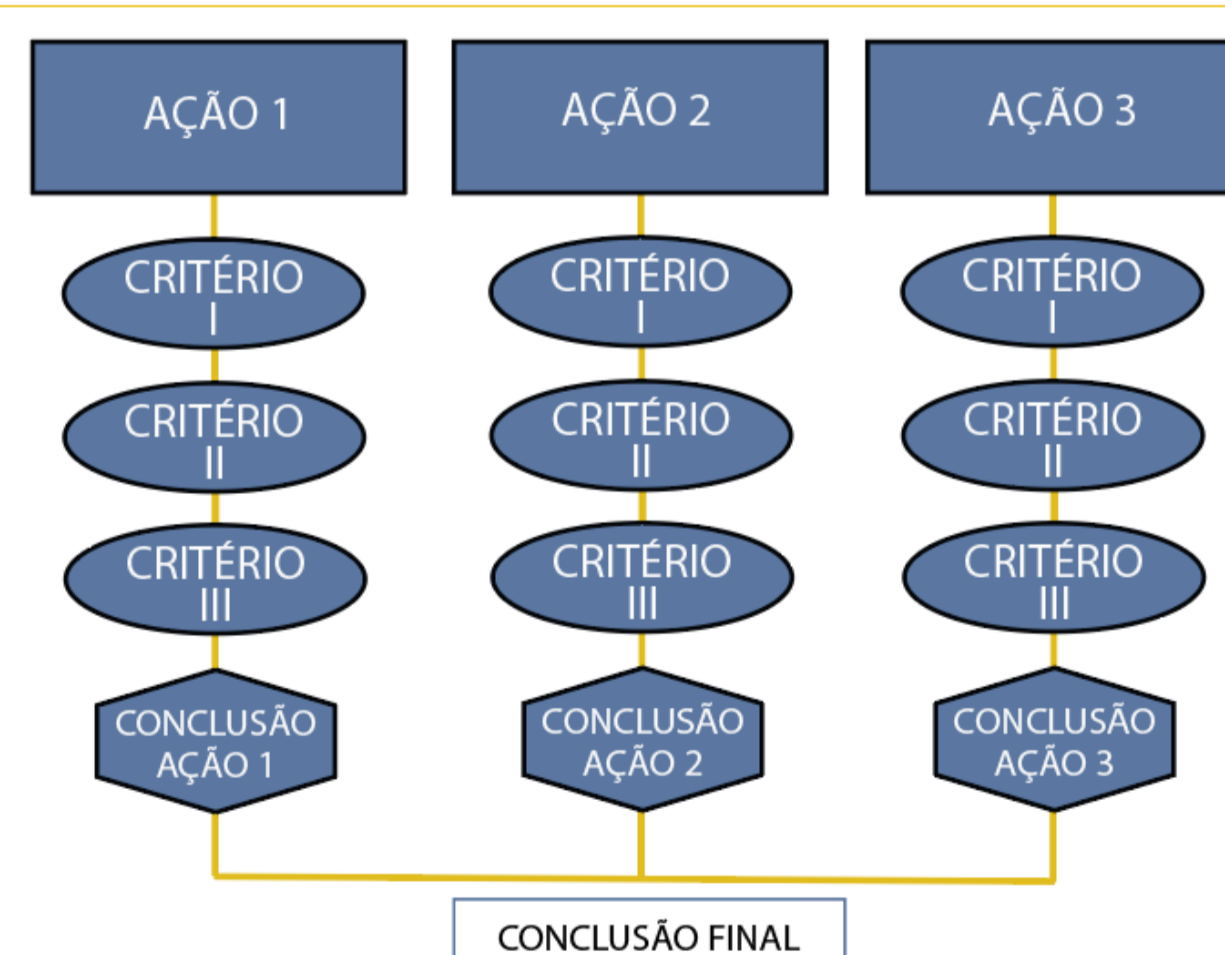 AÇÃO 1
AÇÃO 2
AÇÃO 3
CRITÉRIO
I
CRITÉRIO
I
CRITÉRIO
I
CRITÉRIO
II
CRITÉRIO
II
CRITÉRIO
II
CRITÉRIO
III
CRITÉRIO
III
CRITÉRIO
III
CONCLUSÃO
AÇÃO 1
CONCLUSÃO
AÇÃO 2
CONCLUSÃO
AÇÃO 3
CONCLUSÃO FINAL